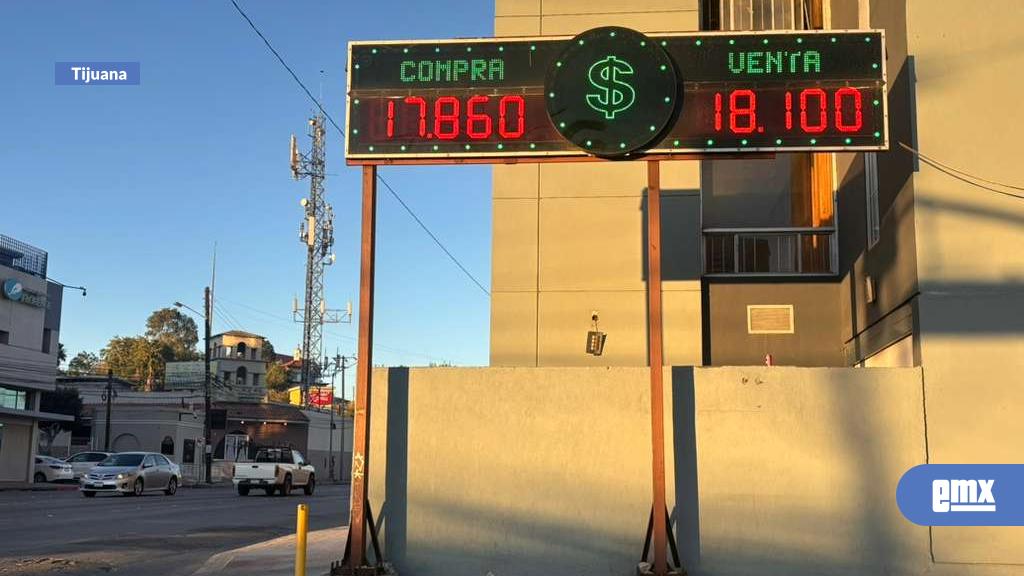 Tijuana
COMPRA
$
VENTA
17.860
18.100
emx